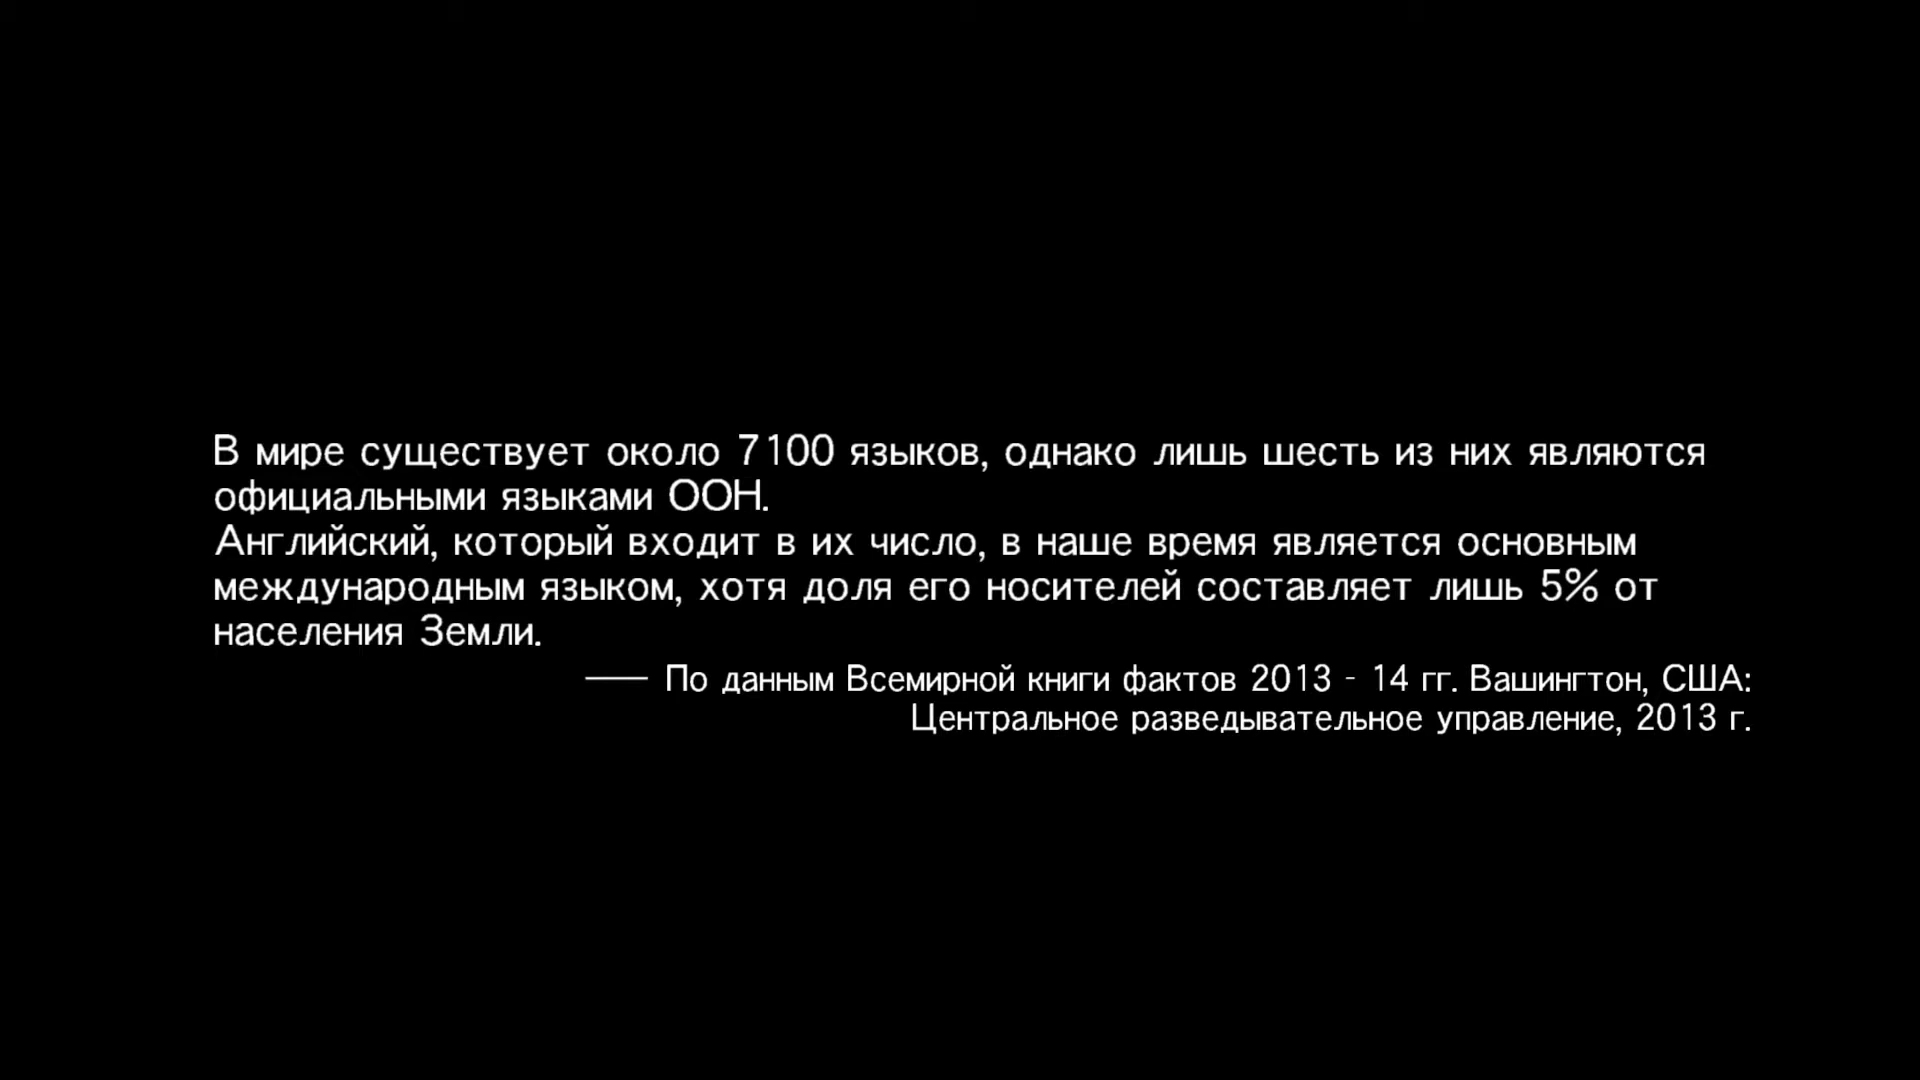 В мире существует около 7100 языков, однако лишь шесть из них являются
официальными языками ООН.
Английский, который входит в их число, в наше время является основным
международным языком, хотя доля его носителей составляет лишь 5% от
населения Земли.
—— По данным Всемирной книги фактов 2013 - 14 гг. Вашингтон, США:
Центральное разведывательное управление, 2013 г.